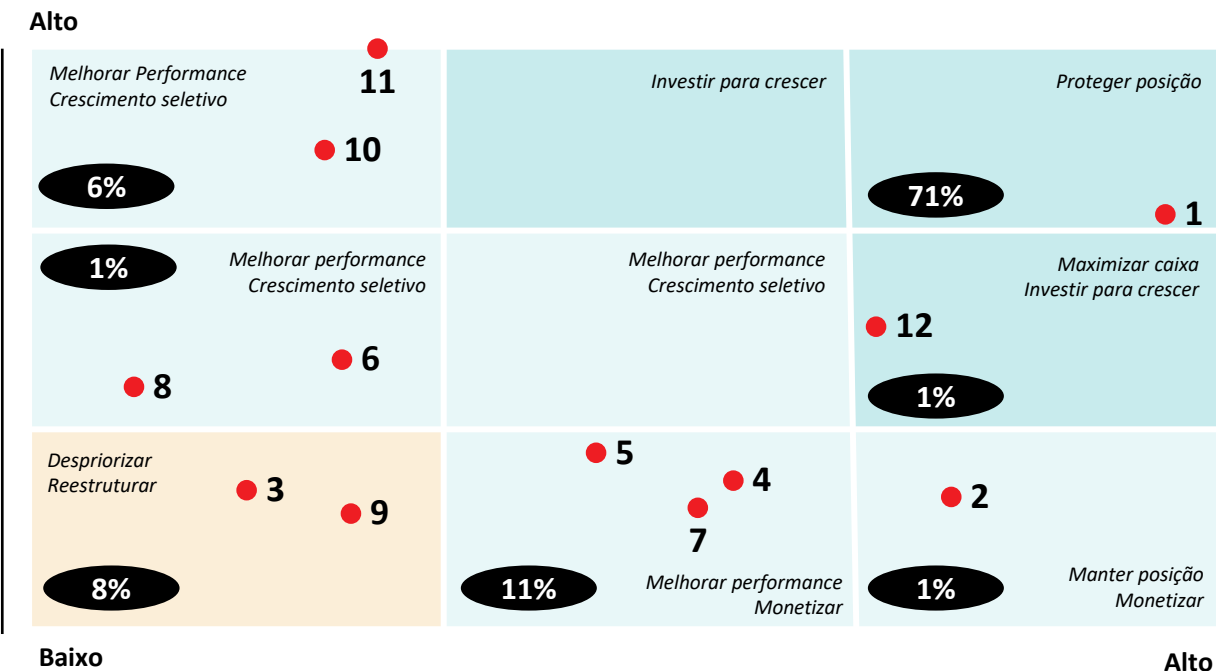 Alto
Melhorar Performance
Crescimento seletivo
11
10
6%
Investir para crescer
Proteger posição
71%
1
1%
Melhorar performance
Crescimento seletivo
6
8
Melhorar performance
Crescimento seletivo
Maximizar caixa
Investir para crescer
12
1%
Despriorizar
Reestruturar
3
9
8%
5
4
7
11%
Melhorar performance
Monetizar
2
1%
Manter posição
Monetizar
Baixo
Alto